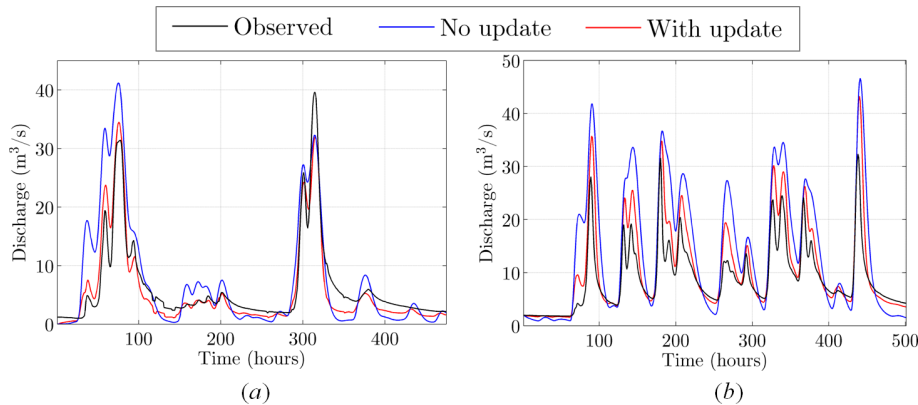 Observed No update With update
Discharge (m³/s)
40
30
20
10
0
100 200 300 400
Time (hours)
(a)
Discharge (m³/s)
50
40
30
20
10
0
100 200 300 400 500
Time (hours)
(b)